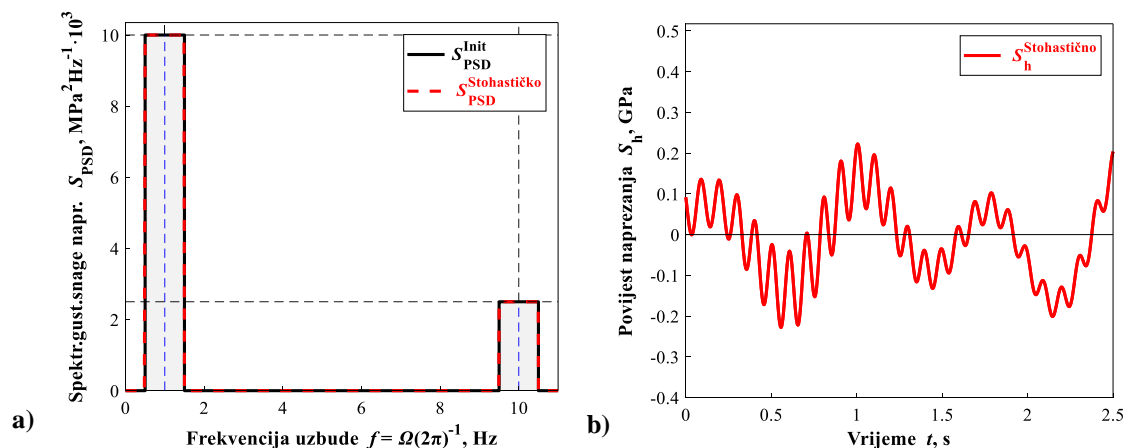 Spektr.gust.snage napr. S_PSD, MPa²Hz⁻¹·10³
10
8
6
4
2
0
S_PSD^Init
S_PSD^Stohastičko
0 2 4 6 8 10
Frekvencija uzbude f = Ω(2π)⁻¹, Hz
a)
Povijest naprezanja S_h, GPa
0.5
0.4
0.3
0.2
0.1
0
-0.1
-0.2
-0.3
-0.4
S_h^Stohastično
0 0.5 1 1,5 2 2.5
Vrijeme t, s
b)